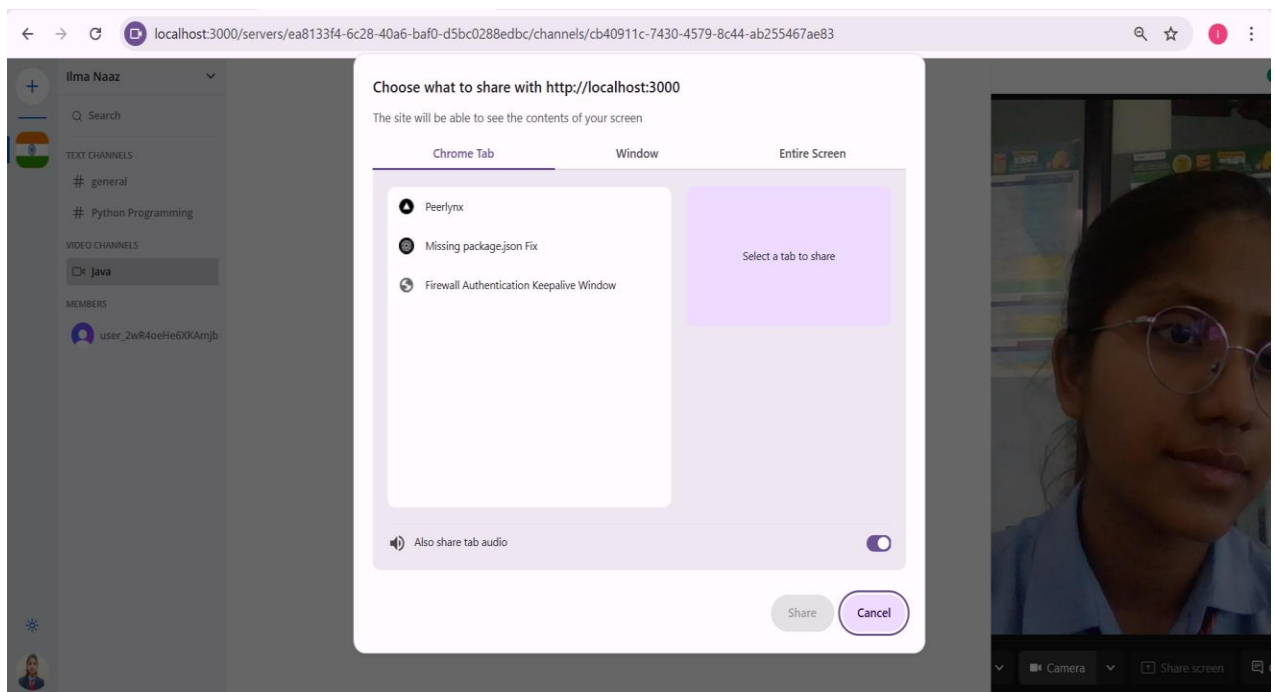 localhost:3000/servers/ea8133f4-6c28-40a6-baf0-d5bc0288edbc/channels/cb40911c-7430-4579-8c44-ab255467ae83
I
Ilma Naaz
Search
TEXT CHANNELS
# general
# Python Programming
VIDEO CHANNELS
Java
MEMBERS
user_2wR4oeHe6XKArnjb
Choose what to share with http://localhost:3000
The site will be able to see the contents of your screen
Chrome Tab Window Entire Screen
Peerlynx
Missing package.json Fix
Firewall Authentication Keepalive Window
Select a tab to share
Also share tab audio
Share Cancel
Camera Share screen